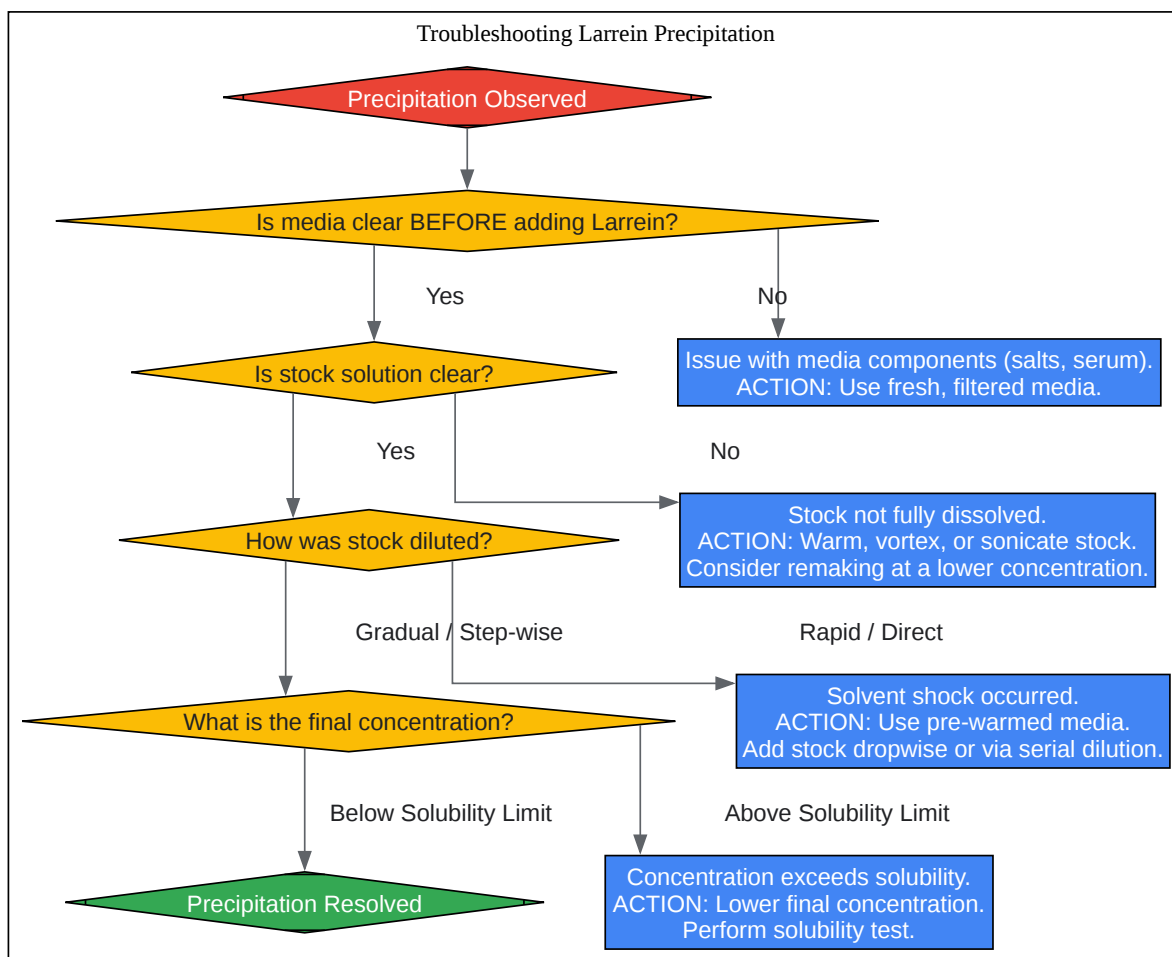 Troubleshooting Larrein Precipitation
Precipitation Observed
Is media clear BEFORE adding Larrein?
Yes
No
Issue with media components (salts, serum).
ACTION: Use fresh, filtered media.
Is stock solution clear?
Yes
No
Stock not fully dissolved.
ACTION: Warm, vortex, or sonicate stock.
Consider remaking at a lower concentration.
How was stock diluted?
Gradual / Step-wise
Rapid / Direct
Solvent shock occurred.
ACTION: Use pre-warmed media.
Add stock dropwise or via serial dilution.
What is the final concentration?
Below Solubility Limit
Above Solubility Limit
Concentration exceeds solubility.
ACTION: Lower final concentration.
Perform solubility test.
Precipitation Resolved